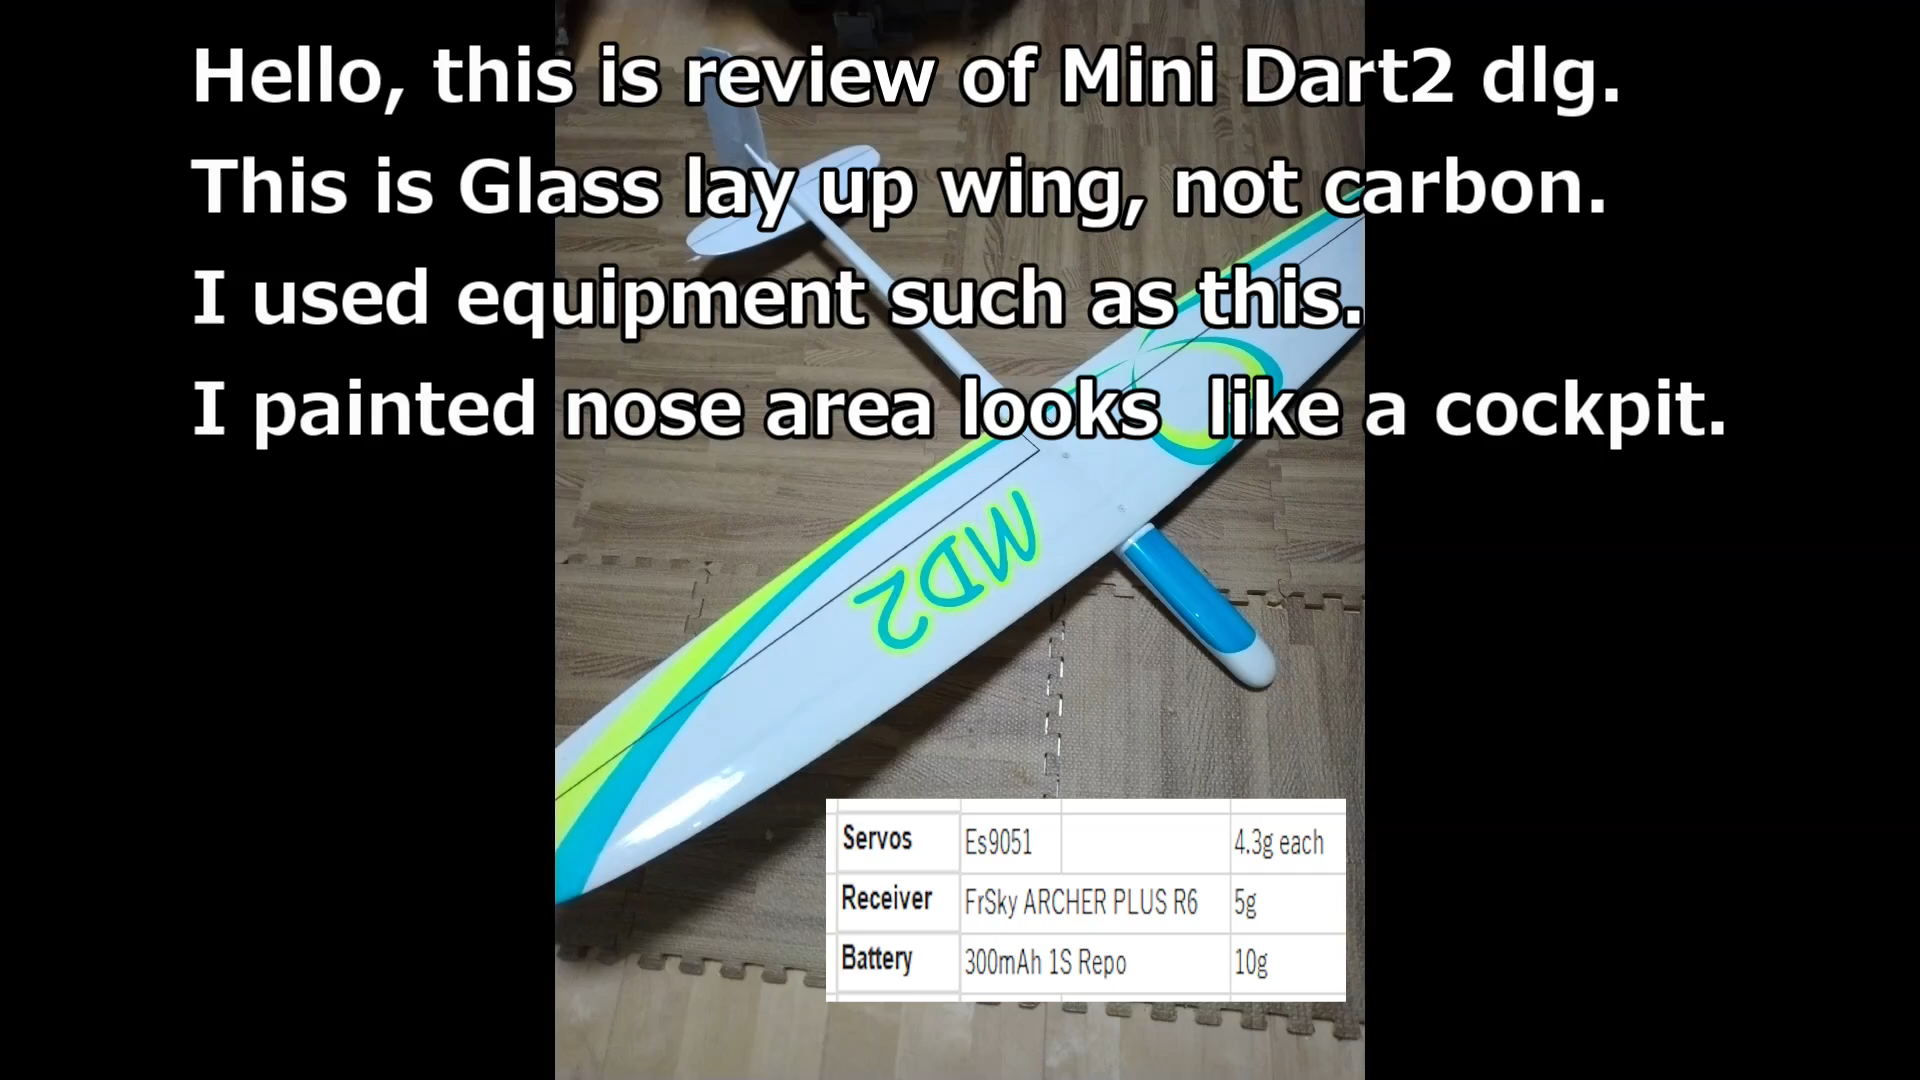 Hello, this is review of Mini Dart2 dlg.
This is Glass lay up wing, not carbon.
I used equipment such as this.
I painted nose area looks  like a cockpit.
MD2
Servos Es9051 4.3g each
Receiver FrSky ARCHER PLUS R6 5g
Battery 300mAh 1S Repo 10g